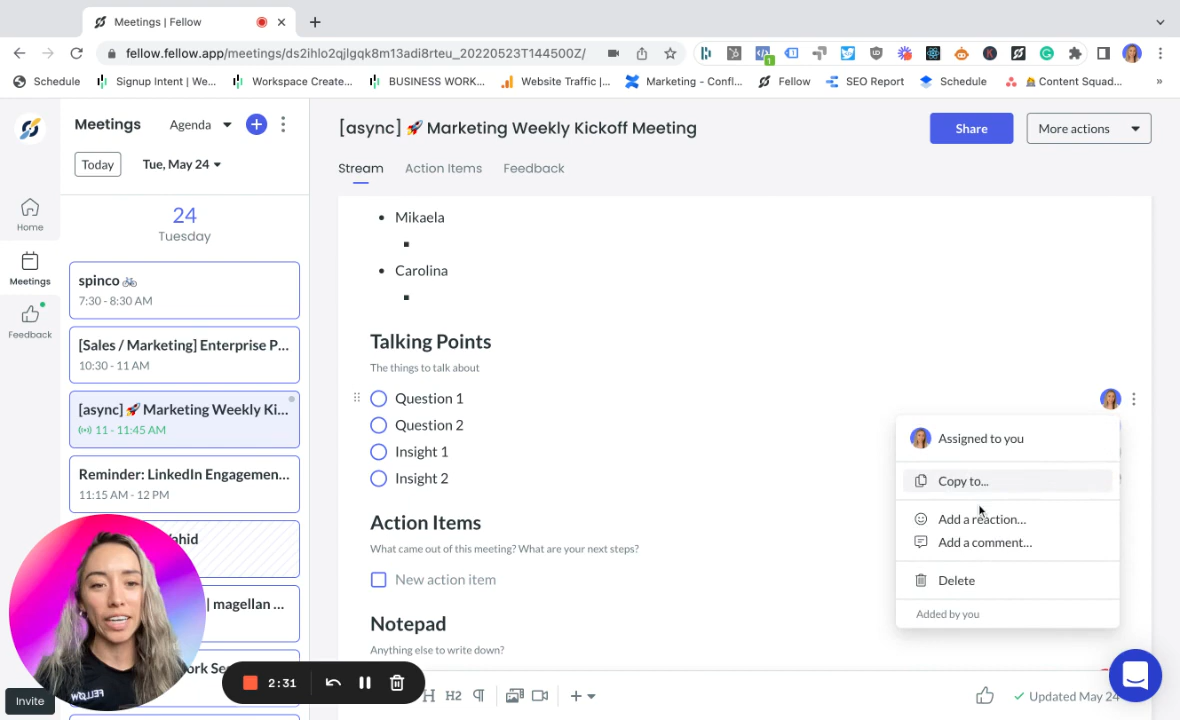 Meetings | Fellow
fellow.fellow.app/meetings/ds2ihlo2qjlgqk8m13adi8rteu_20220523T144500Z/
1
Schedule
Signup Intent | We...
Workspace Create...
BUSINESS WORK...
Website Traffic |...
Marketing - Confl...
Fellow
SEO Report
Schedule
Content Squad...
»
Meetings
Agenda
Today
Tue, May 24
24
Tuesday
Home
Meetings
Feedback
spinco 🚲
7:30 - 8:30 AM
[Sales / Marketing] Enterprise P...
10:30 - 11 AM
[async] 🚀 Marketing Weekly Ki...
11 - 11:45 AM
Reminder: LinkedIn Engagemen...
11:15 AM - 12 PM
ahid
| magellan ...
Invite
2:31
[async] 🚀 Marketing Weekly Kickoff Meeting
Share
More actions
Stream
Action Items
Feedback
• Mikaela
▪
• Carolina
▪
Talking Points
The things to talk about
Question 1
Question 2
Insight 1
Insight 2
Action Items
What came out of this meeting? What are your next steps?
New action item
Notepad
Anything else to write down?
Assigned to you
Copy to...
Add a reaction...
Add a comment...
Delete
Added by you
H
H2
Updated May 24
FELLOW